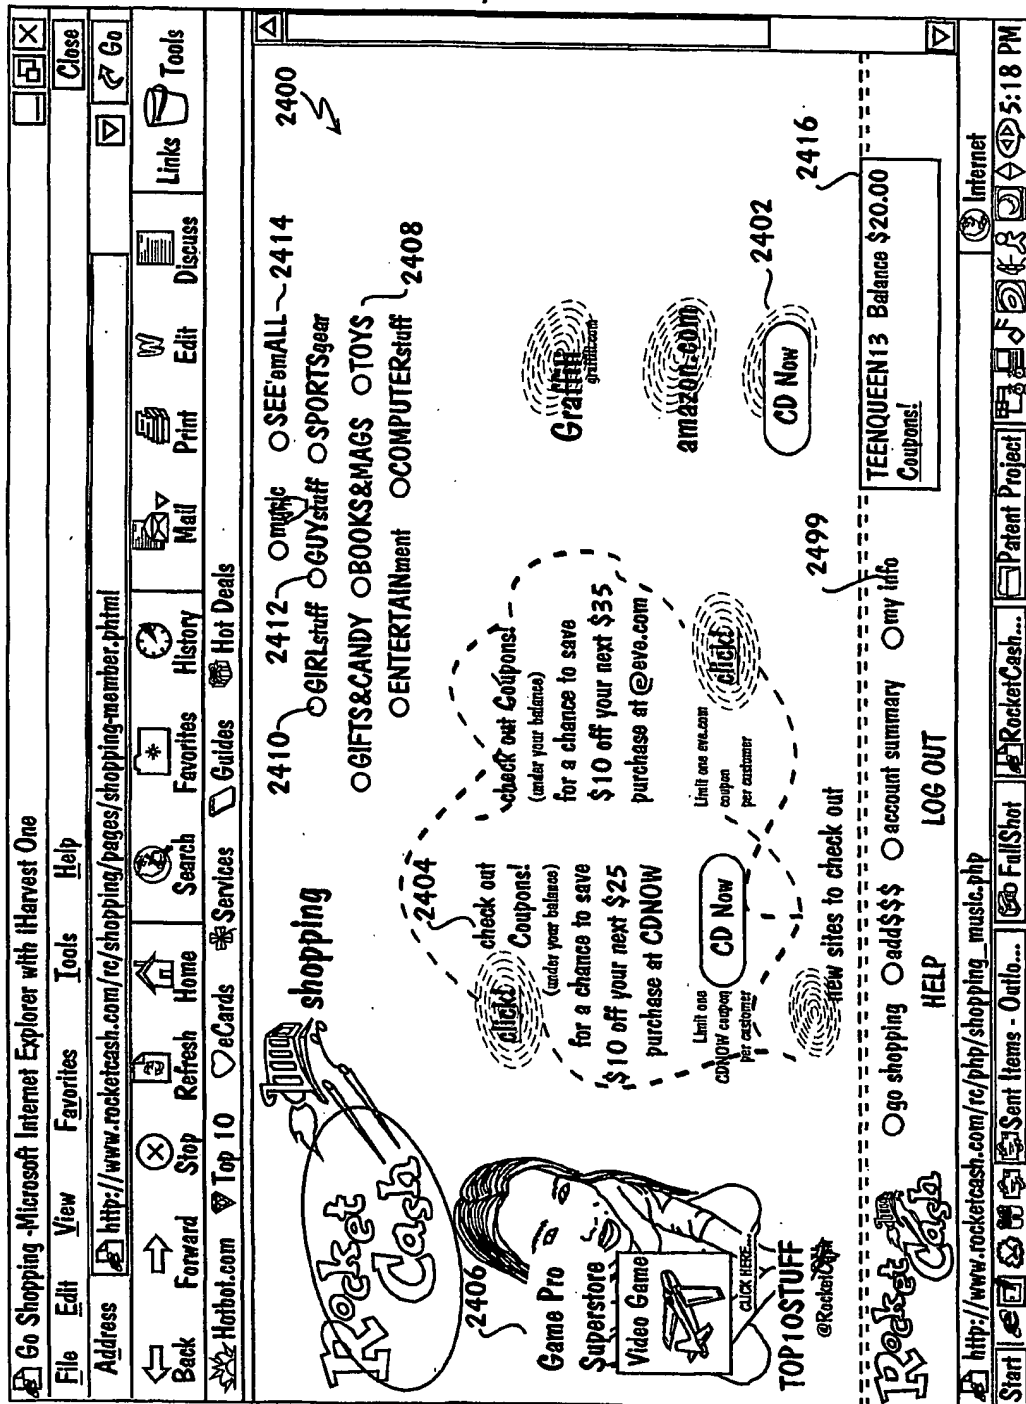 Go Shopping -Microsoft Internet Explorer with iHarvest One
File Edit View Favorites Tools Help Close
Address http://www.rocketcash.com/rc/shopping/pages/shopping-member.phtml Go
Back Forward Stop Refresh Home Search Favorites History Mail Print Edit Discuss Links Tools
Hotbot.com Top 10 eCards Services Guides Hot Deals
2400
Rocket Cash
shopping
2410 2412 music SEE'emALL 2414
GIRLstuff GUYstuff SPORTSgear
GIFTS&CANDY BOOKS&MAGS TOYS
2408
ENTERTAINment COMPUTERstuff
2404
click!
check out
Coupons!
(under your balance)
for a chance to save
$10 off your next $25
purchase at CDNOW
Limit one
CDNOW coupon
per customer
CD Now
check out Coupons!
(under your balance)
for a chance to save
$10 off your next $35
purchase at @eve.com
Limit one eve.com
coupon
per customer
click!
new sites to check out
Graffiti
graffiti.com
amazon.com
CD Now
2402
2406
Game Pro
Superstore
Video Game
CLICK HERE...
TOP10STUFF
@RocketCash
2499
2416
Rocket Cash
go shopping add$$$ account summary my info
HELP LOG OUT
TEENQUEEN13 Balance $20.00
Coupons!
http://www.rocketcash.com/rc/php/shopping_music.php Internet
Start Sent Items - Outlo... FullShot RocketCash... Patent Project 5:18 PM